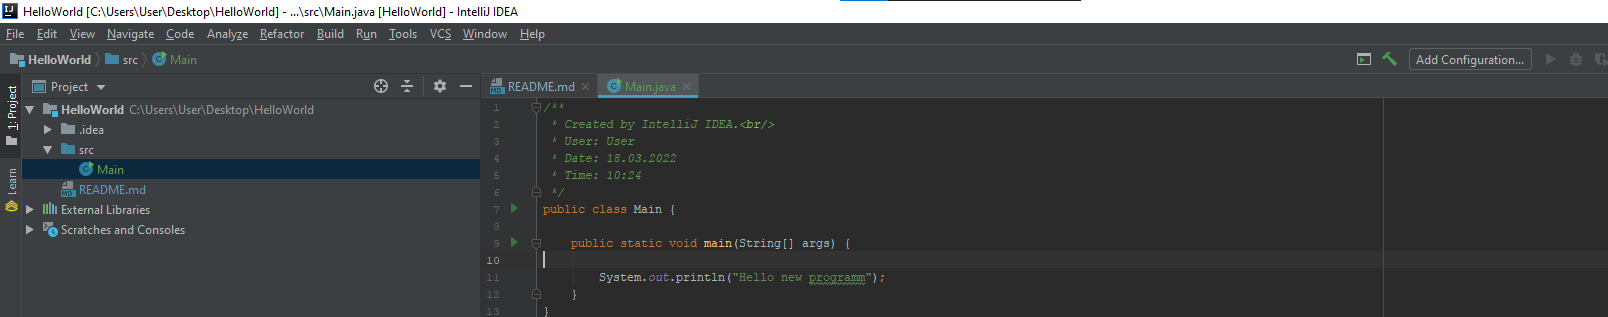 HelloWorld [C:\Users\User\Desktop\HelloWorld] - ...\src\Main.java [HelloWorld] - IntelliJ IDEA
File Edit View Navigate Code Analyze Refactor Build Run Tools VCS Window Help
HelloWorld src Main
Add Configuration...
1: Project
Learn
Project
HelloWorld C:\Users\User\Desktop\HelloWorld
.idea
src
Main
README.md
External Libraries
Scratches and Consoles
README.md Main.java
1 /**
2 * Created by IntelliJ IDEA.<br/>
3 * User: User
4 * Date: 18.03.2022
5 * Time: 10:24
6 */
7 public class Main {
8
9 public static void main(String[] args) {
10
11 System.out.println("Hello new programm");
12 }
13 }